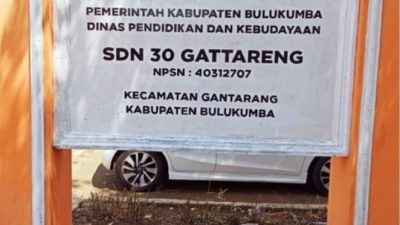 PEMERINTAH KABUPATEN BULUKUMBA
DINAS PENDIDIKAN DAN KEBUDAYAAN
SDN 30 GATTARENG
NPSN : 40312707
KECAMATAN GANTARANG
KABUPATEN BULUKUMBA